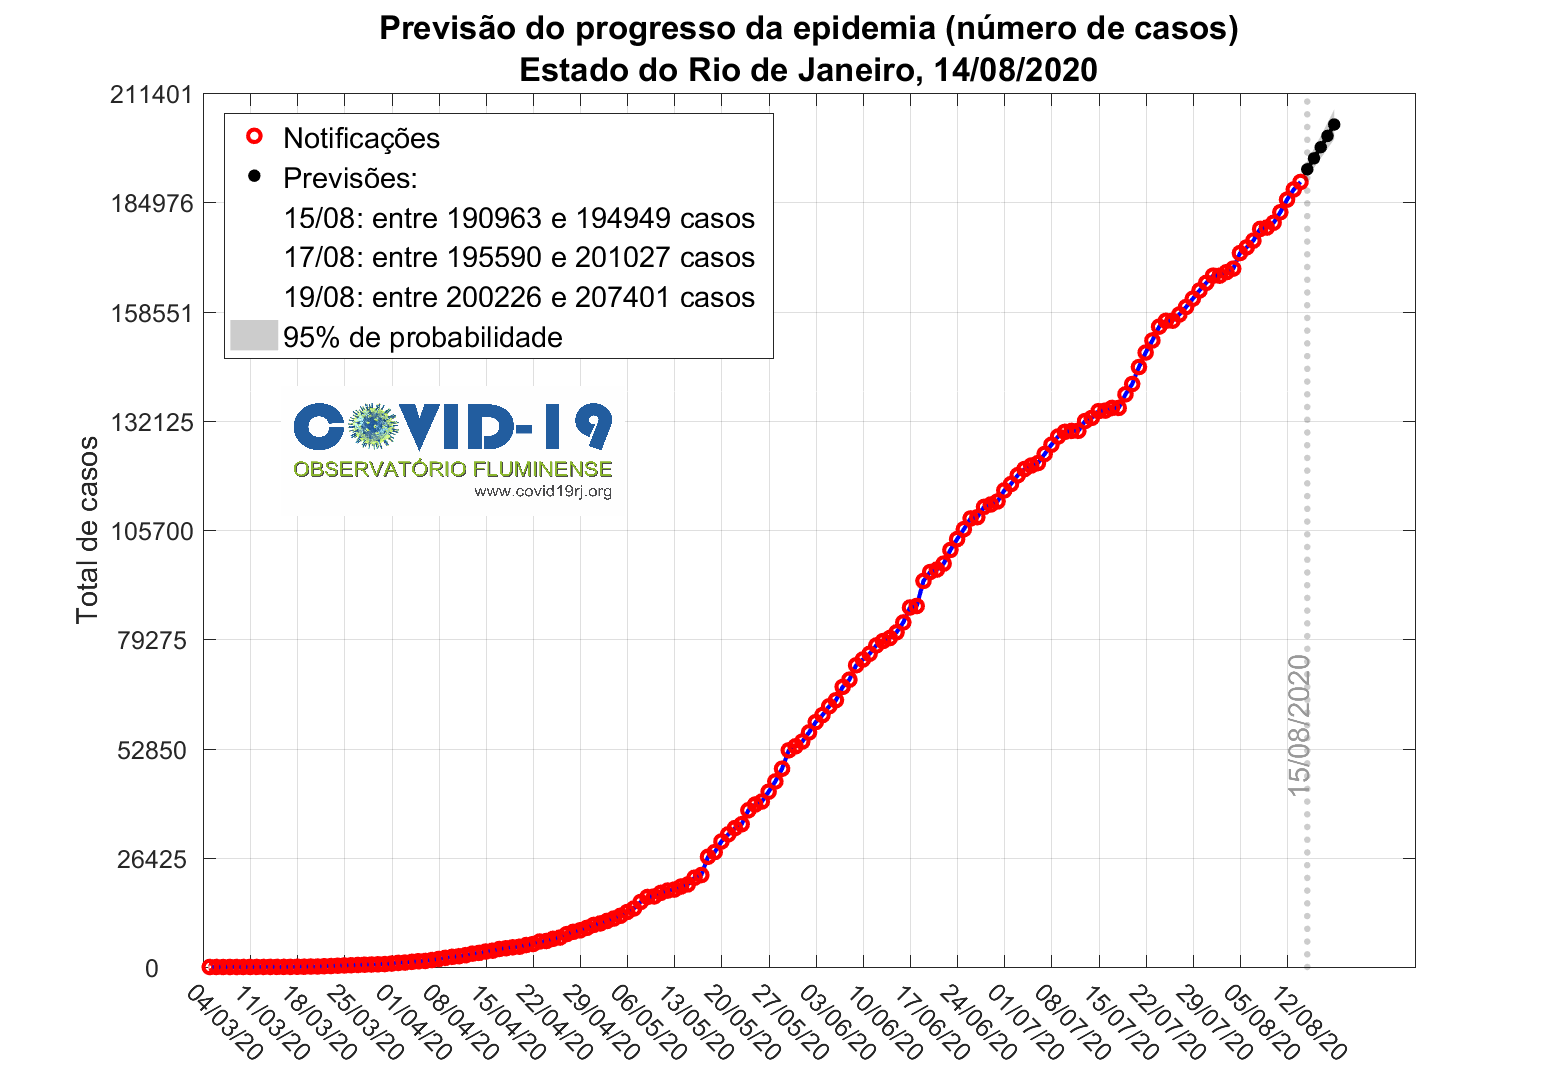 Previsão do progresso da epidemia (número de casos)
Estado do Rio de Janeiro, 14/08/2020
211401
184976
158551
132125
105700
79275
52850
26425
0
Total de casos
Notificações
Previsões:
15/08: entre 190963 e 194949 casos
17/08: entre 195590 e 201027 casos
19/08: entre 200226 e 207401 casos
95% de probabilidade
COVID-19
OBSERVATÓRIO FLUMINENSE
www.covid19rj.org
15/08/2020
04/03/20
11/03/20
18/03/20
25/03/20
01/04/20
08/04/20
15/04/20
22/04/20
29/04/20
06/05/20
13/05/20
20/05/20
27/05/20
03/06/20
10/06/20
17/06/20
24/06/20
01/07/20
08/07/20
15/07/20
22/07/20
29/07/20
05/08/20
12/08/20